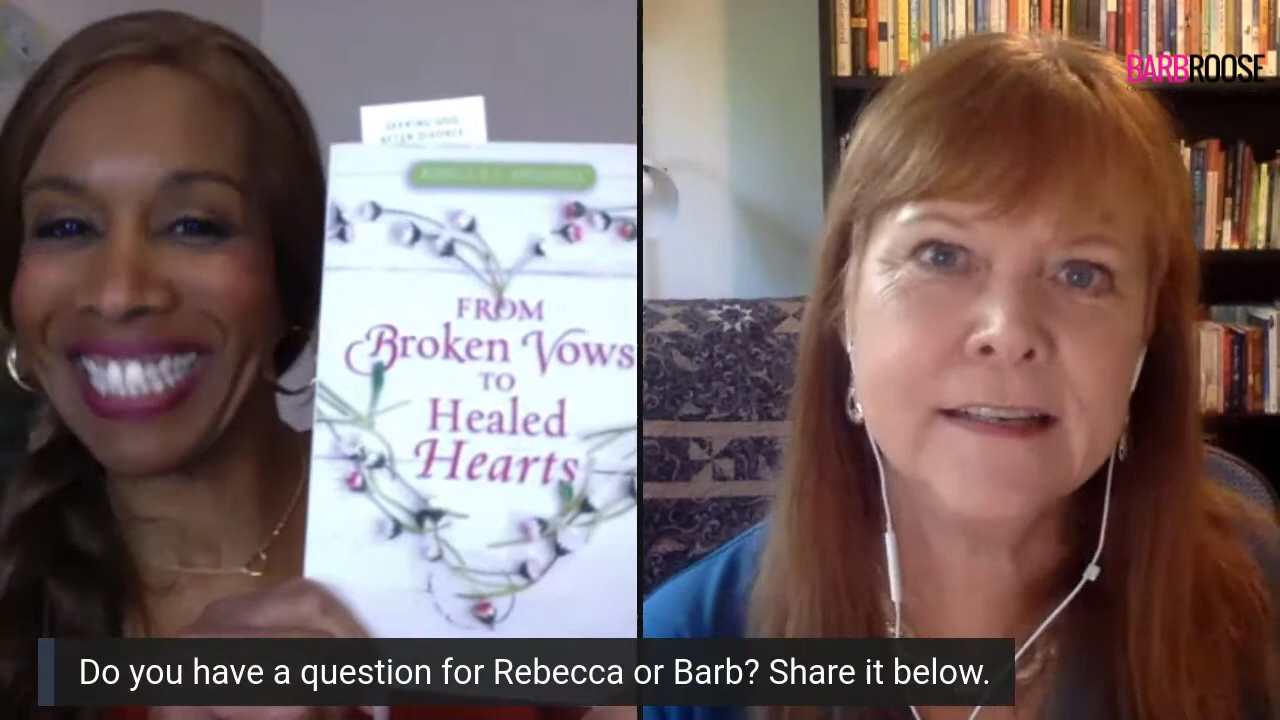 SEEKING GOD
AFTER DIVORCE
FROM
Broken Vows
TO
Healed
Hearts
BARBROOSE
Do you have a question for Rebecca or Barb? Share it below.